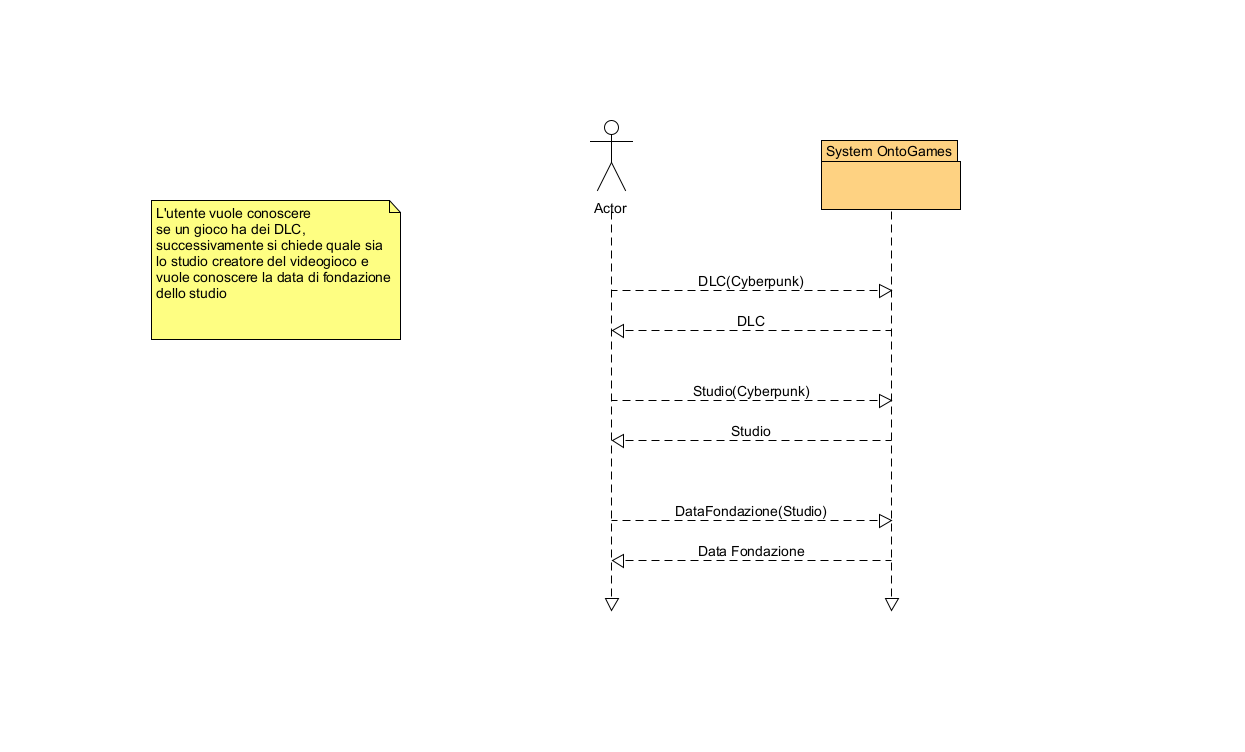 L'utente vuole conoscere
se un gioco ha dei DLC,
successivamente si chiede quale sia
lo studio creatore del videogioco e
vuole conoscere la data di fondazione
dello studio
Actor
System OntoGames
DLC(Cyberpunk)
DLC
Studio(Cyberpunk)
Studio
DataFondazione(Studio)
Data Fondazione